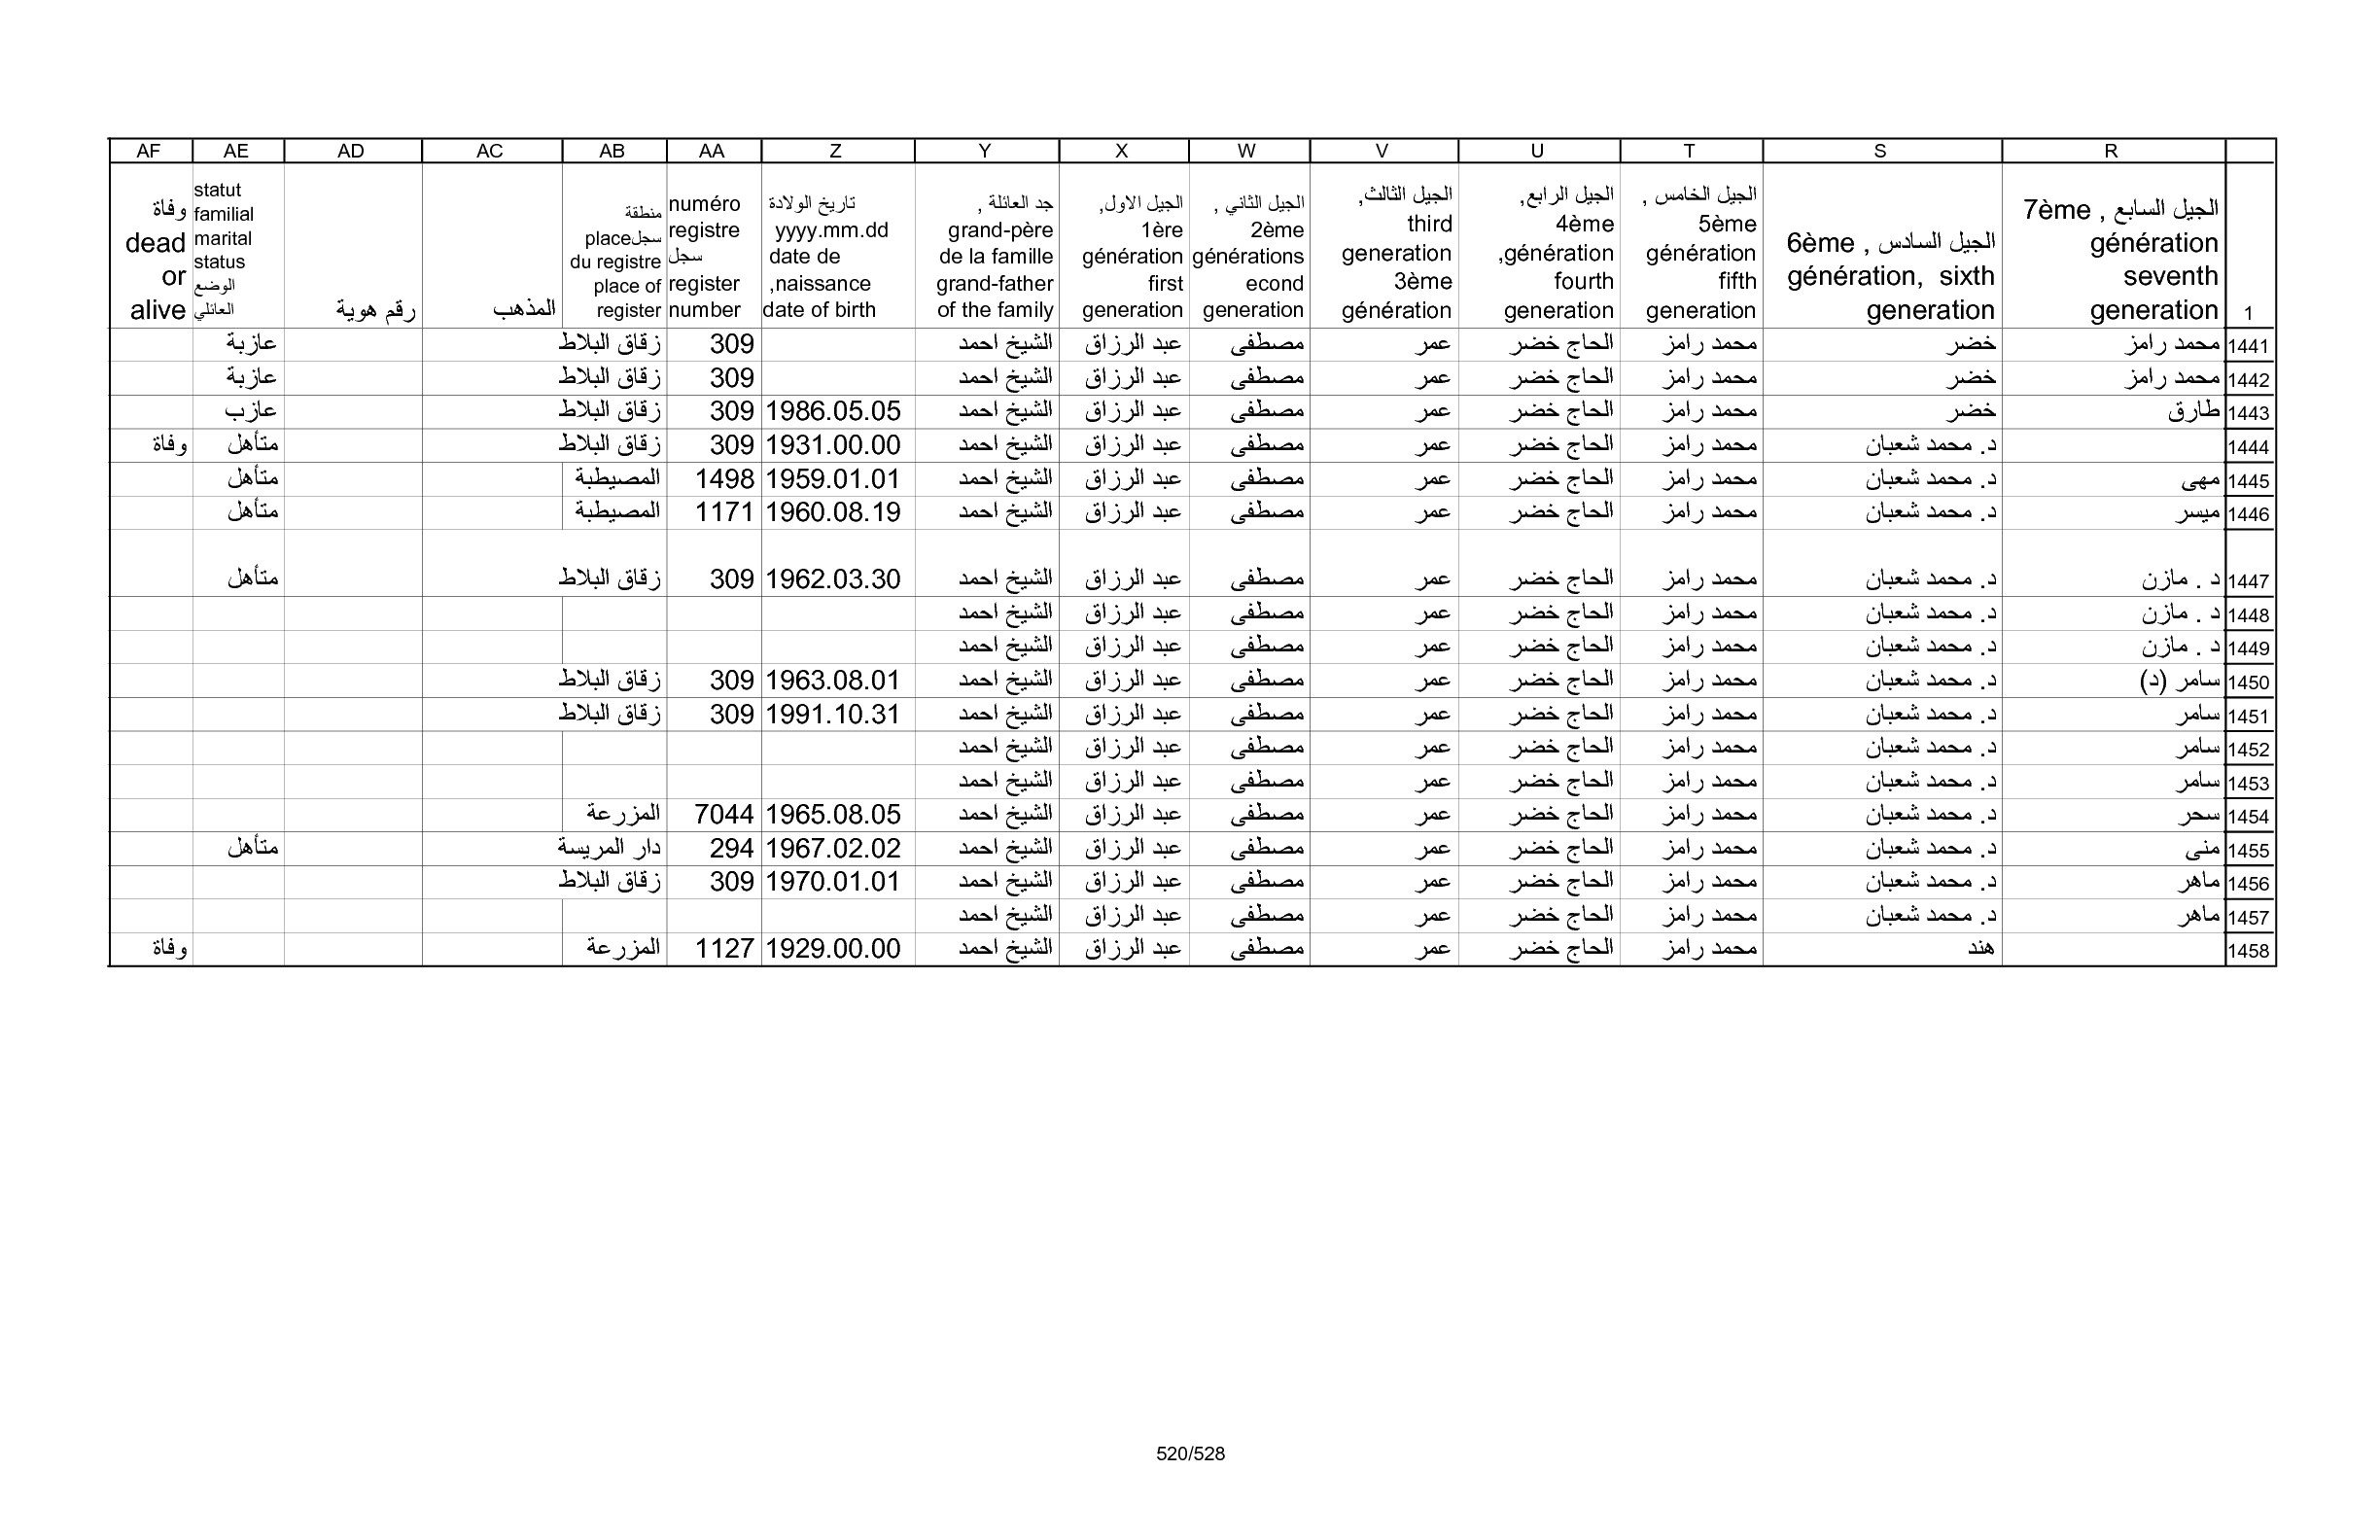 AF AE AD AC AB AA Z Y X W V U T S R
1
الجيل السابع , 7ème génération seventh generation
الجيل السادس , 6ème génération, sixth generation
الجيل الخامس , 5ème génération fifth generation
الجيل الرابع, 4ème génération, fourth generation
الجيل الثالث, third generation 3ème génération
الجيل الثاني , 2ème générations econd generation
الجيل الاول, 1ère génération first generation
جد العائلة , grand-père de la famille grand-father of the family
تاريخ الولادة yyyy.mm.dd date de naissance, date of birth
numéro registre سجل register number
منطقة سجل place du registre place of register
المذهب
رقم هوية
statut familial marital status الوضع العائلي
وفاة dead or alive
1441 محمد رامز خضر محمد رامز الحاج خضر عمر مصطفى عبد الرزاق الشيخ احمد 309 زقاق البلاط عازبة
1442 محمد رامز خضر محمد رامز الحاج خضر عمر مصطفى عبد الرزاق الشيخ احمد 309 زقاق البلاط عازبة
1443 طارق خضر محمد رامز الحاج خضر عمر مصطفى عبد الرزاق الشيخ احمد 1986.05.05 309 زقاق البلاط عازب
1444 د. محمد شعبان محمد رامز الحاج خضر عمر مصطفى عبد الرزاق الشيخ احمد 1931.00.00 309 زقاق البلاط متأهل وفاة
1445 مهى د. محمد شعبان محمد رامز الحاج خضر عمر مصطفى عبد الرزاق الشيخ احمد 1959.01.01 1498 المصيطبة متأهل
1446 ميسر د. محمد شعبان محمد رامز الحاج خضر عمر مصطفى عبد الرزاق الشيخ احمد 1960.08.19 1171 المصيطبة متأهل
1447 د . مازن د. محمد شعبان محمد رامز الحاج خضر عمر مصطفى عبد الرزاق الشيخ احمد 1962.03.30 309 زقاق البلاط متأهل
1448 د . مازن د. محمد شعبان محمد رامز الحاج خضر عمر مصطفى عبد الرزاق الشيخ احمد
1449 د . مازن د. محمد شعبان محمد رامز الحاج خضر عمر مصطفى عبد الرزاق الشيخ احمد
1450 سامر (د) د. محمد شعبان محمد رامز الحاج خضر عمر مصطفى عبد الرزاق الشيخ احمد 1963.08.01 309 زقاق البلاط
1451 سامر د. محمد شعبان محمد رامز الحاج خضر عمر مصطفى عبد الرزاق الشيخ احمد 1991.10.31 309 زقاق البلاط
1452 سامر د. محمد شعبان محمد رامز الحاج خضر عمر مصطفى عبد الرزاق الشيخ احمد
1453 سامر د. محمد شعبان محمد رامز الحاج خضر عمر مصطفى عبد الرزاق الشيخ احمد
1454 سحر د. محمد شعبان محمد رامز الحاج خضر عمر مصطفى عبد الرزاق الشيخ احمد 1965.08.05 7044 المزرعة
1455 منى د. محمد شعبان محمد رامز الحاج خضر عمر مصطفى عبد الرزاق الشيخ احمد 1967.02.02 294 دار المريسة متأهل
1456 ماهر د. محمد شعبان محمد رامز الحاج خضر عمر مصطفى عبد الرزاق الشيخ احمد 1970.01.01 309 زقاق البلاط
1457 ماهر د. محمد شعبان محمد رامز الحاج خضر عمر مصطفى عبد الرزاق الشيخ احمد
1458 هند محمد رامز الحاج خضر عمر مصطفى عبد الرزاق الشيخ احمد 1929.00.00 1127 المزرعة وفاة
520/528